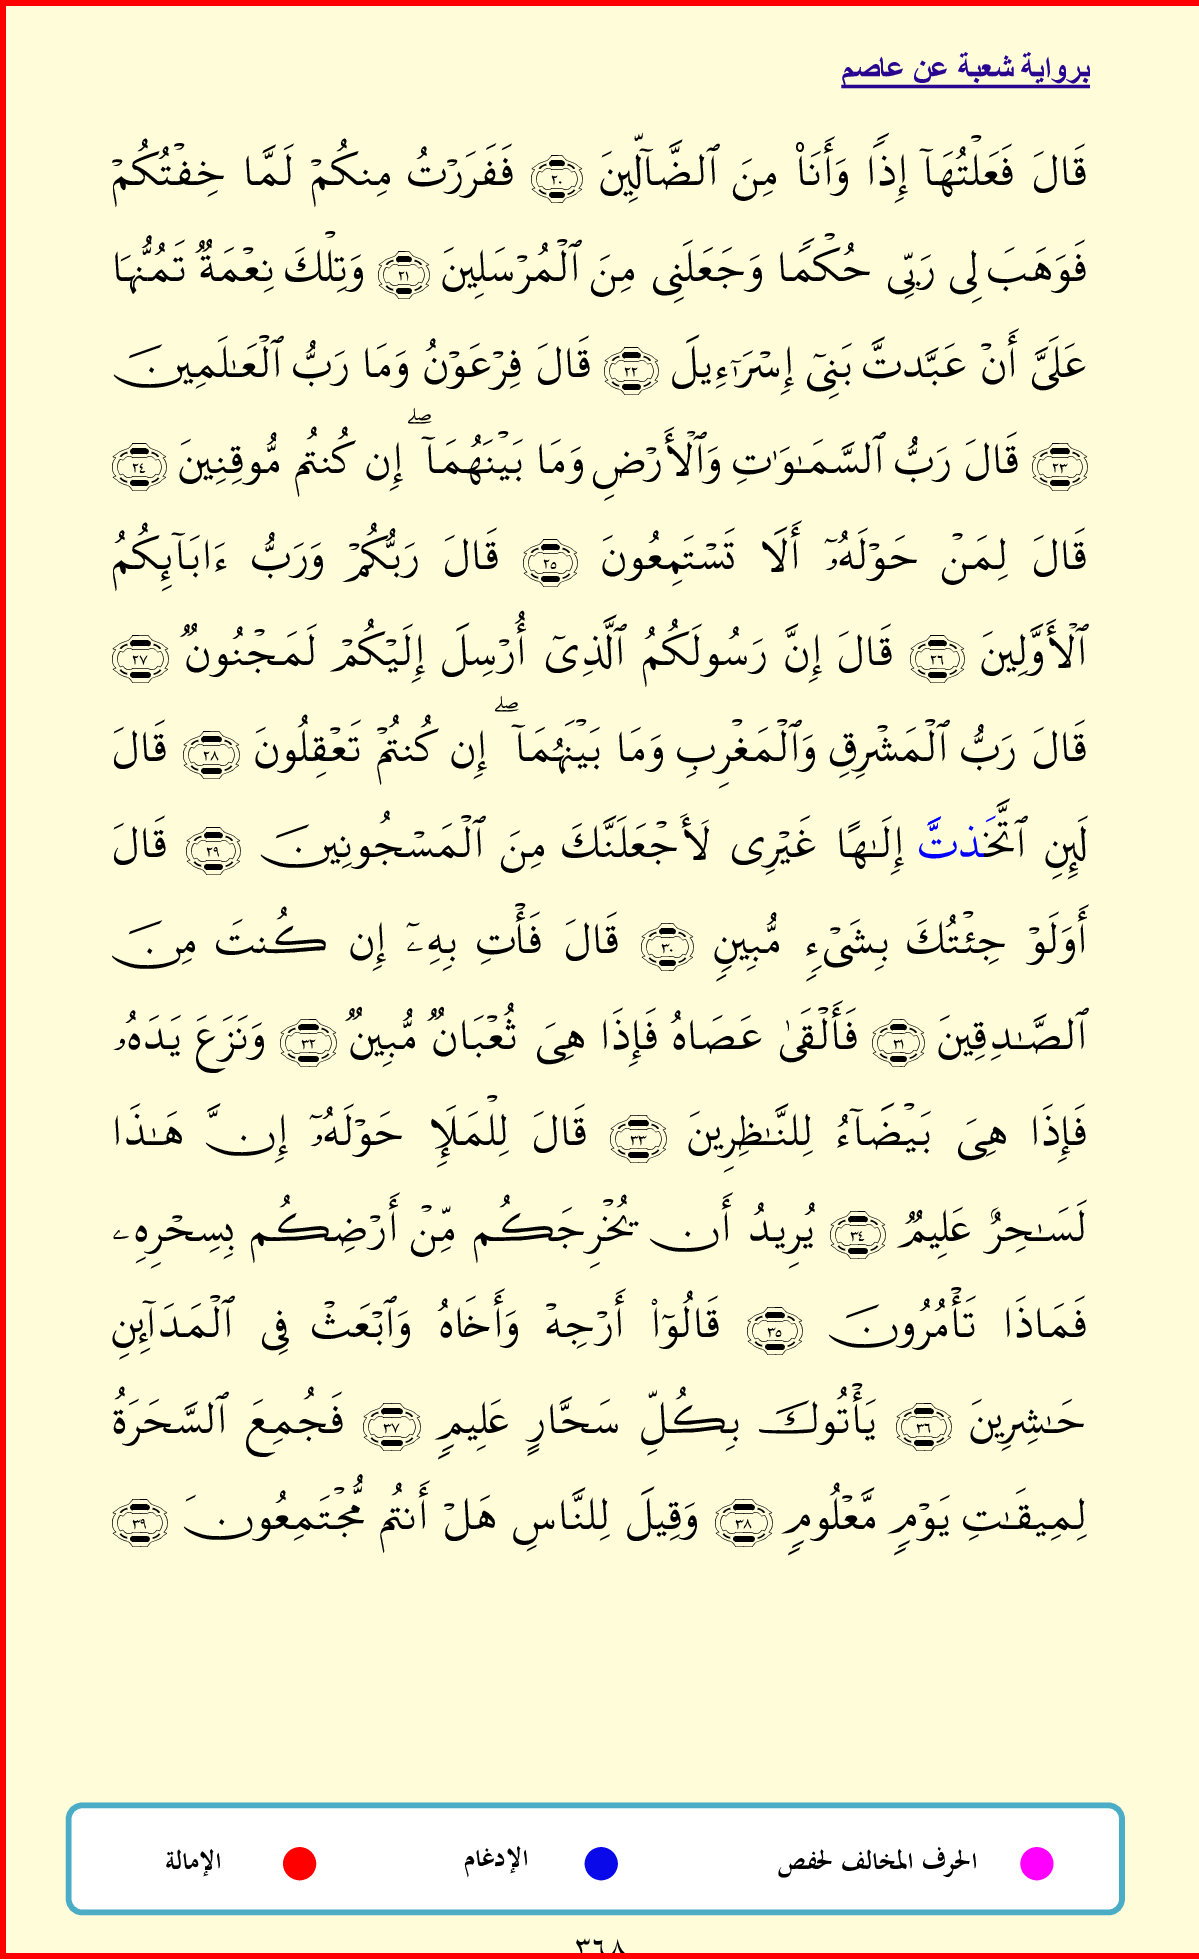 برواية شعبة عن عاصم
قَالَ فَعَلْتُهَآ إِذًا وَأَنَا۠ مِنَ ٱلضَّآلِّينَ ٢٠ فَفَرَرْتُ مِنكُمْ لَمَّا خِفْتُكُمْ
فَوَهَبَ لِى رَبِّى حُكْمًا وَجَعَلَنِى مِنَ ٱلْمُرْسَلِينَ ٢١ وَتِلْكَ نِعْمَةٌ تَمُنُّهَا
عَلَىَّ أَنْ عَبَّدتَّ بَنِىٓ إِسْرَٰٓءِيلَ ٢٢ قَالَ فِرْعَوْنُ وَمَا رَبُّ ٱلْعَـٰلَمِينَ
٢٣ قَالَ رَبُّ ٱلسَّمَـٰوَٰتِ وَٱلْأَرْضِ وَمَا بَيْنَهُمَآ ۖ إِن كُنتُم مُّوقِنِينَ ٢٤
قَالَ لِمَنْ حَوْلَهُۥٓ أَلَا تَسْتَمِعُونَ ٢٥ قَالَ رَبُّكُمْ وَرَبُّ ءَابَآئِكُمُ
ٱلْأَوَّلِينَ ٢٦ قَالَ إِنَّ رَسُولَكُمُ ٱلَّذِىٓ أُرْسِلَ إِلَيْكُمْ لَمَجْنُونٌ ٢٧
قَالَ رَبُّ ٱلْمَشْرِقِ وَٱلْمَغْرِبِ وَمَا بَيْنَهُمَآ ۖ إِن كُنتُمْ تَعْقِلُونَ ٢٨ قَالَ
لَئِنِ ٱتَّخَذتَّ إِلَـٰهًا غَيْرِى لَأَجْعَلَنَّكَ مِنَ ٱلْمَسْجُونِينَ ٢٩ قَالَ
أَوَلَوْ جِئْتُكَ بِشَىْءٍ مُّبِينٍ ٣٠ قَالَ فَأْتِ بِهِۦٓ إِن كُنتَ مِنَ
ٱلصَّـٰدِقِينَ ٣١ فَأَلْقَىٰ عَصَاهُ فَإِذَا هِىَ ثُعْبَانٌ مُّبِينٌ ٣٢ وَنَزَعَ يَدَهُۥ
فَإِذَا هِىَ بَيْضَآءُ لِلنَّـٰظِرِينَ ٣٣ قَالَ لِلْمَلَإِ حَوْلَهُۥٓ إِنَّ هَـٰذَا
لَسَـٰحِرٌ عَلِيمٌ ٣٤ يُرِيدُ أَن يُخْرِجَكُم مِّنْ أَرْضِكُم بِسِحْرِهِۦ
فَمَاذَا تَأْمُرُونَ ٣٥ قَالُوٓا۟ أَرْجِهْ وَأَخَاهُ وَٱبْعَثْ فِى ٱلْمَدَآئِنِ
حَـٰشِرِينَ ٣٦ يَأْتُوكَ بِكُلِّ سَحَّارٍ عَلِيمٍ ٣٧ فَجُمِعَ ٱلسَّحَرَةُ
لِمِيقَـٰتِ يَوْمٍ مَّعْلُومٍ ٣٨ وَقِيلَ لِلنَّاسِ هَلْ أَنتُم مُّجْتَمِعُونَ ٣٩
الحرف المخالف لحفص الإدغام الإمالة
٣٦٨